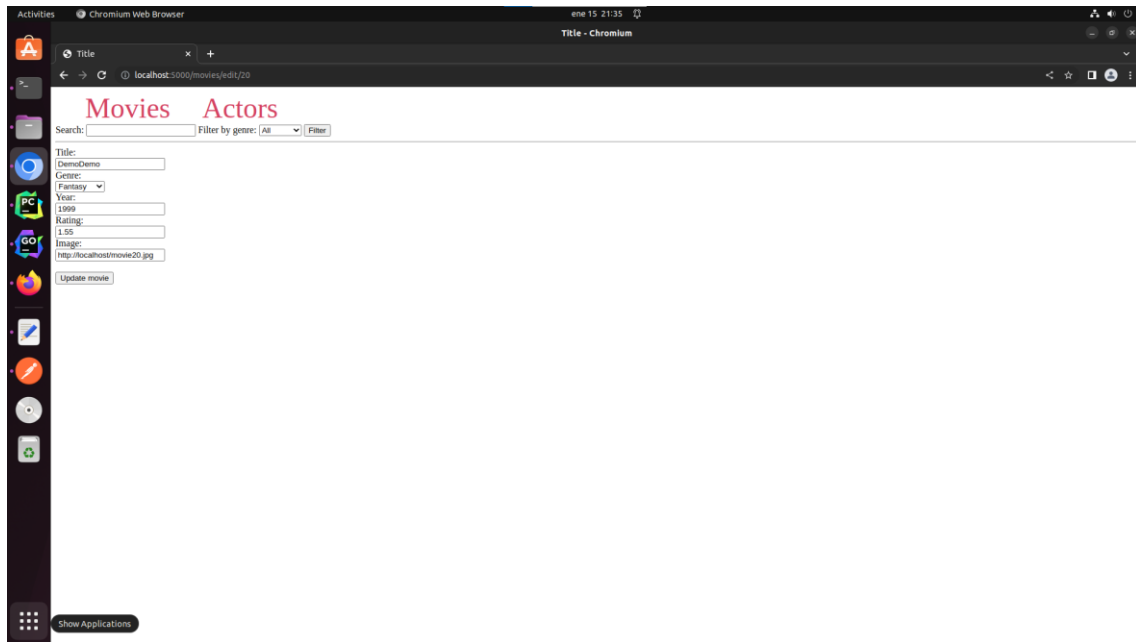 Activities Chromium Web Browser ene 15 21:35
Title - Chromium
Title
localhost:5000/movies/edit/20
Movies Actors
Search: Filter by genre: All Filter
Title:
DemoDemo
Genre:
Fantasy
Year:
1999
Rating:
1.55
Image:
http://localhost/movie20.jpg
Update movie
PC
GO
Show Applications